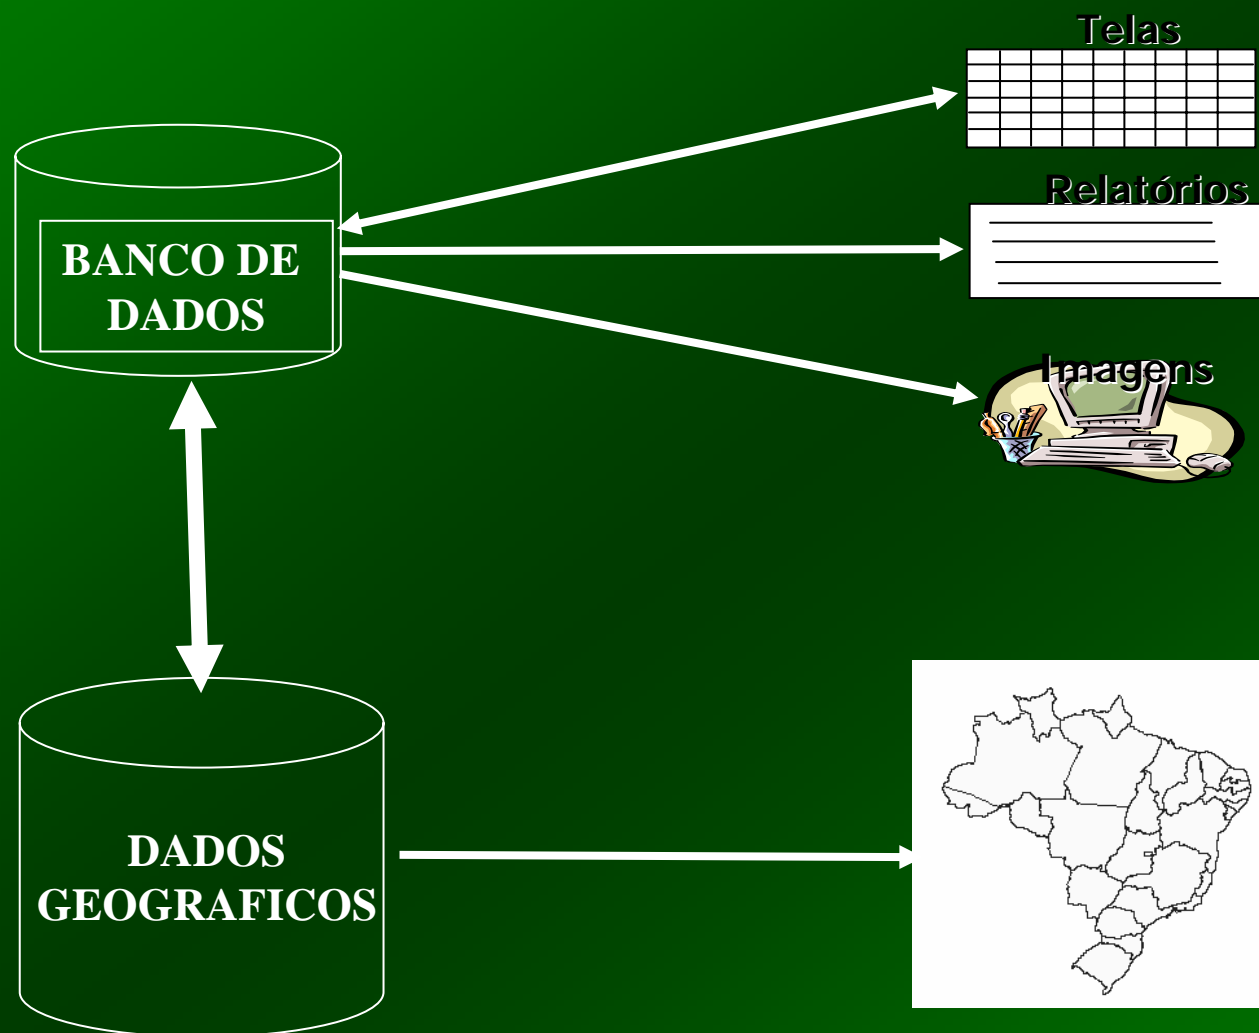 Telas
Relatórios
BANCO DE
DADOS
Imagens
DADOS
GEOGRAFICOS